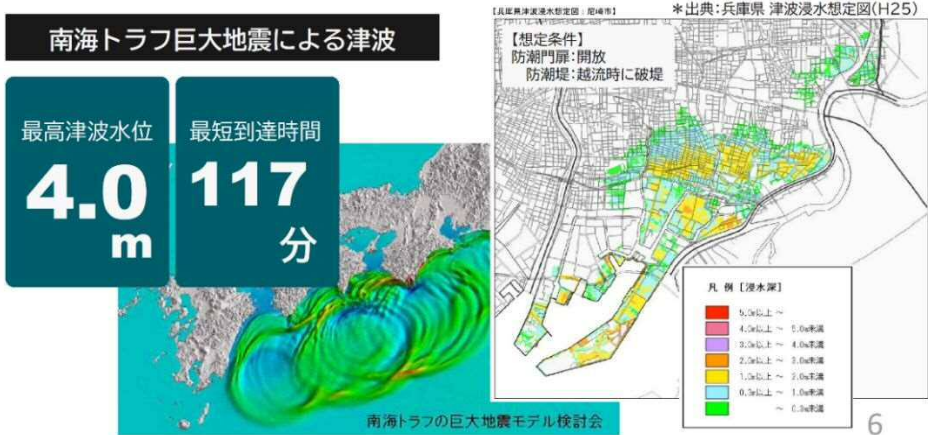 南海トラフ巨大地震による津波
最高津波水位
4.0
m
最短到達時間
117
分
南海トラフの巨大地震モデル検討会
【兵庫県津波浸水想定図:尼崎市】
*出典:兵庫県 津波浸水想定図(H25)
【想定条件】
防潮門扉:開放
防潮堤:越流時に破堤
凡 例 [浸水深]
5.0m以上 ~
4.0m以上 ~ 5.0m未満
3.0m以上 ~ 4.0m未満
2.0m以上 ~ 3.0m未満
1.0m以上 ~ 2.0m未満
0.3m以上 ~ 1.0m未満
~ 0.3m未満
6